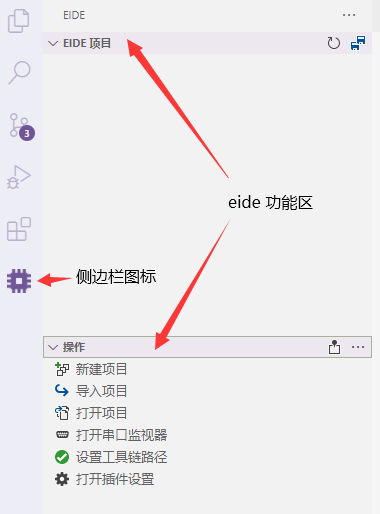 EIDE
EIDE 项目
3
eide 功能区
侧边栏图标
操作
新建项目
导入项目
打开项目
打开串口监视器
设置工具链路径
打开插件设置